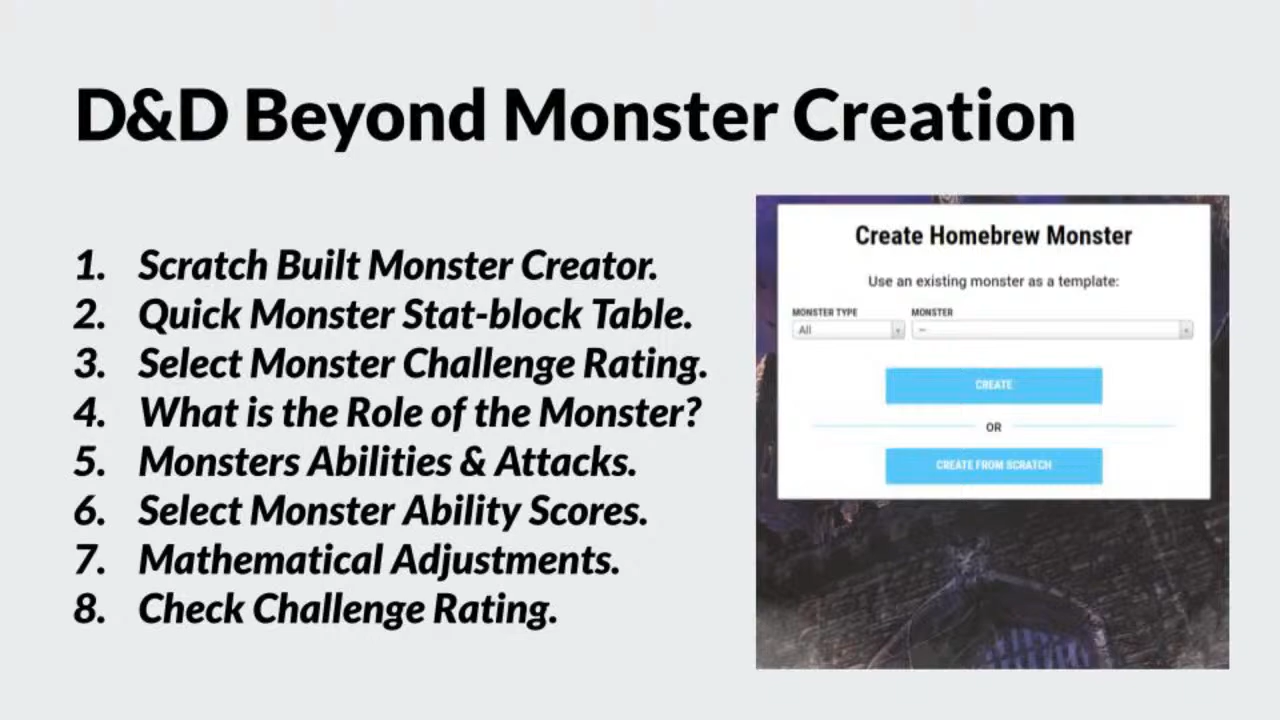 D&D Beyond Monster Creation
1. Scratch Built Monster Creator.
2. Quick Monster Stat-block Table.
3. Select Monster Challenge Rating.
4. What is the Role of the Monster?
5. Monsters Abilities & Attacks.
6. Select Monster Ability Scores.
7. Mathematical Adjustments.
8. Check Challenge Rating.
Create Homebrew Monster
Use an existing monster as a template:
MONSTER TYPE MONSTER
All --
CREATE
OR
CREATE FROM SCRATCH